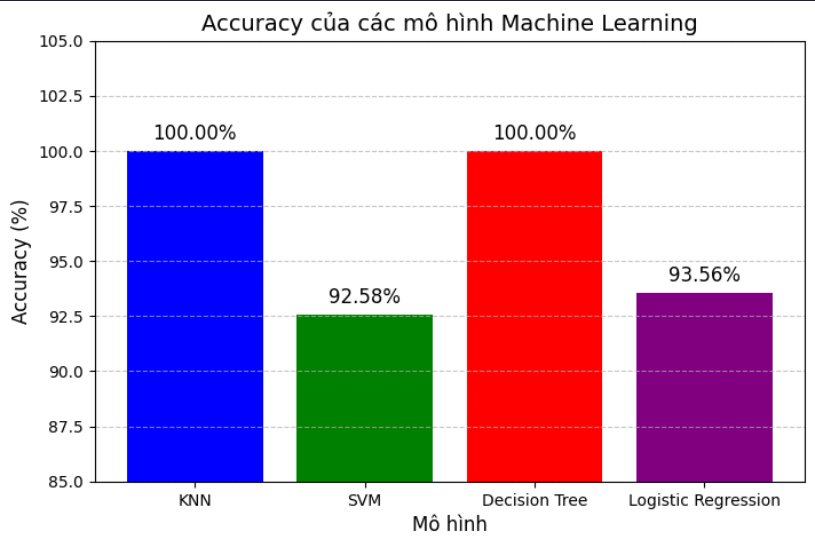 Accuracy của các mô hình Machine Learning
Accuracy (%)
105.0
102.5
100.0
97.5
95.0
92.5
90.0
87.5
85.0
100.00%
92.58%
100.00%
93.56%
KNN
SVM
Decision Tree
Logistic Regression
Mô hình